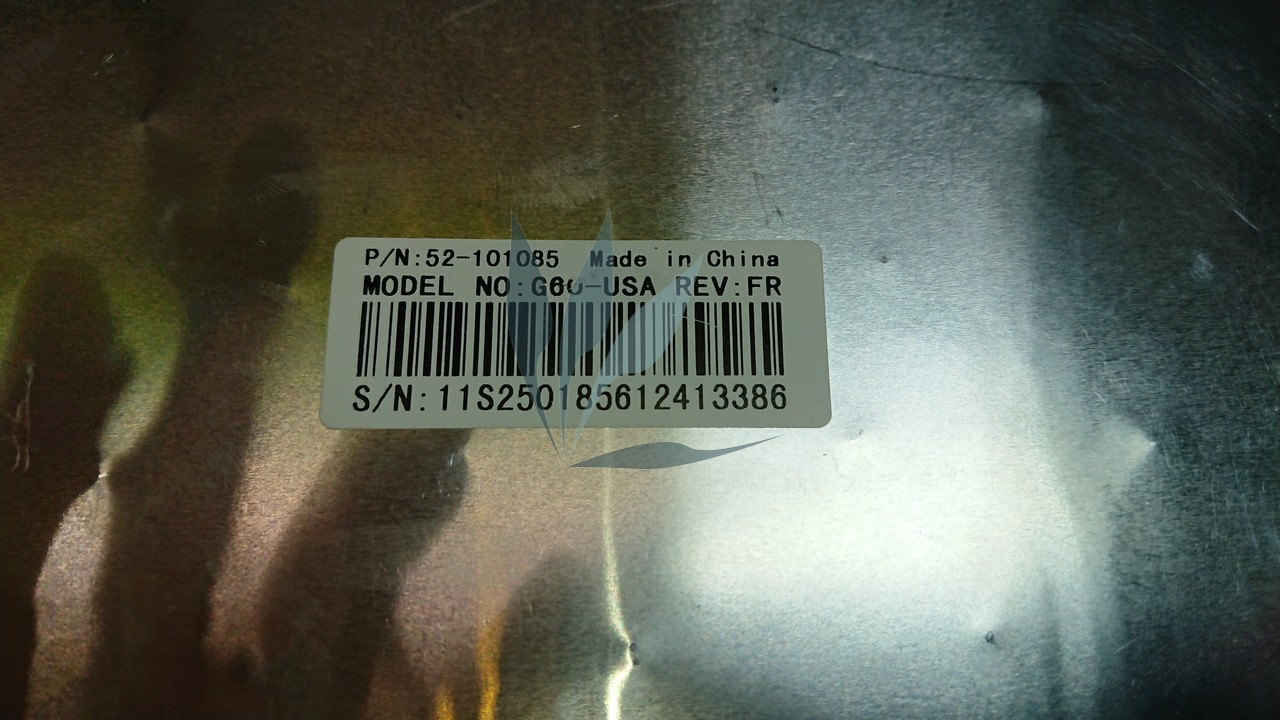 P/N:52-101085 Made in China
MODEL NO:G60-USA REV:FR
S/N:11S250185612413386